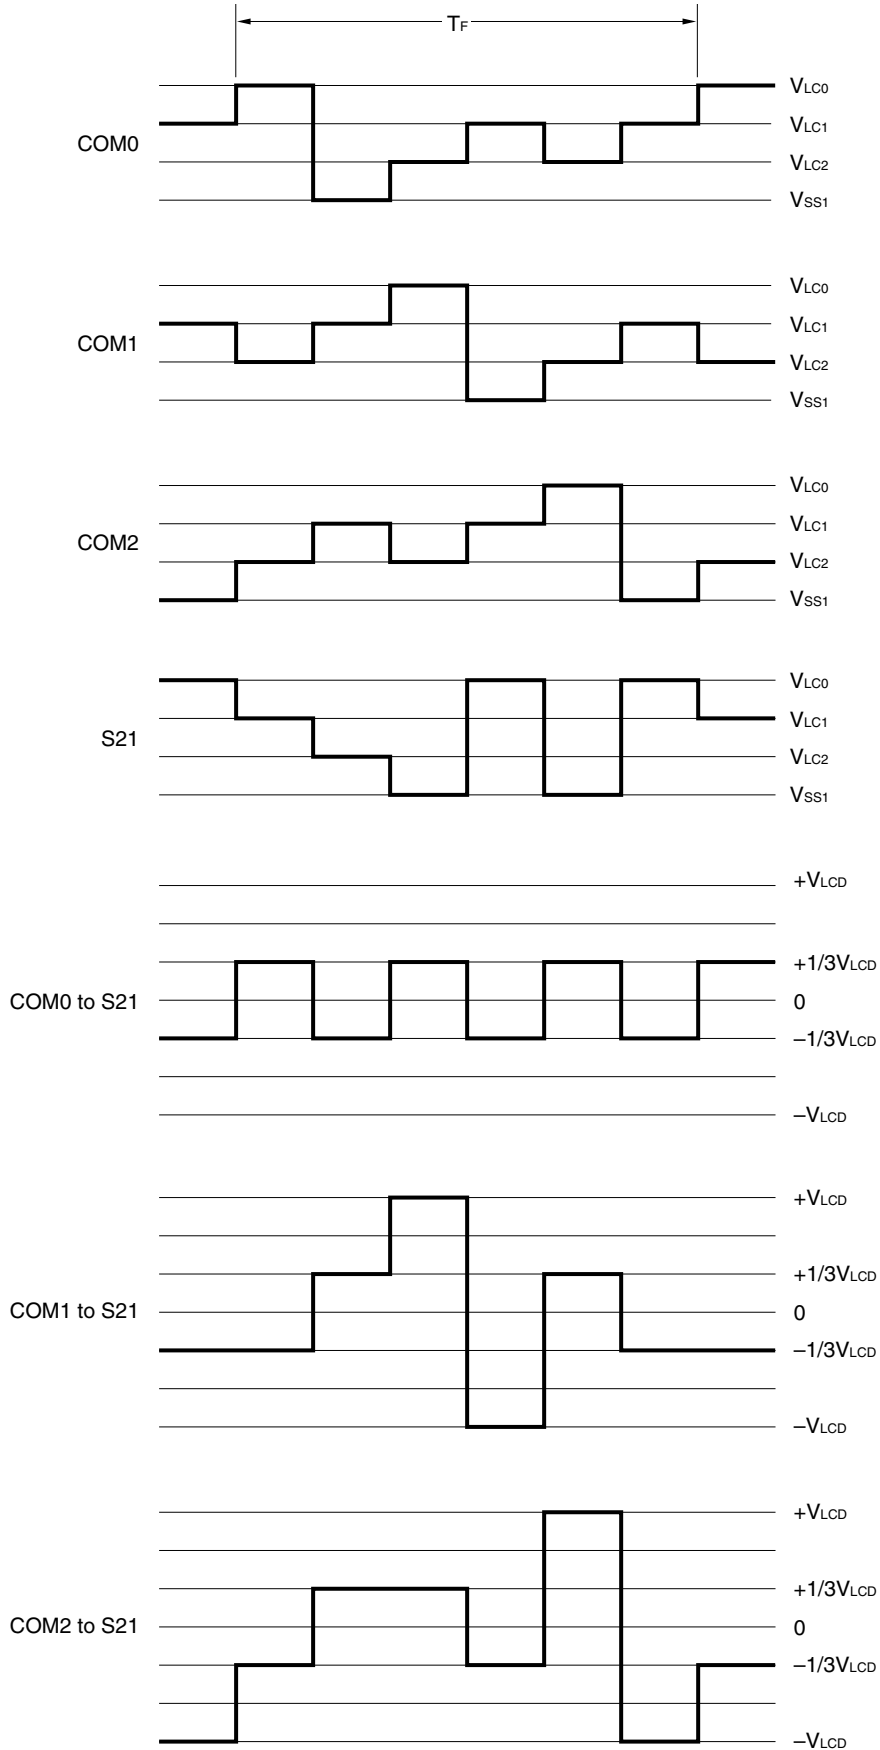 TF
VLC0
VLC1
COM0
VLC2
VSS1
VLC0
VLC1
COM1
VLC2
VSS1
VLC0
VLC1
COM2
VLC2
VSS1
VLC0
VLC1
S21
VLC2
VSS1
+VLCD
+1/3VLCD
COM0 to S21
0
–1/3VLCD
–VLCD
+VLCD
+1/3VLCD
COM1 to S21
0
–1/3VLCD
–VLCD
+VLCD
+1/3VLCD
COM2 to S21
0
–1/3VLCD
–VLCD